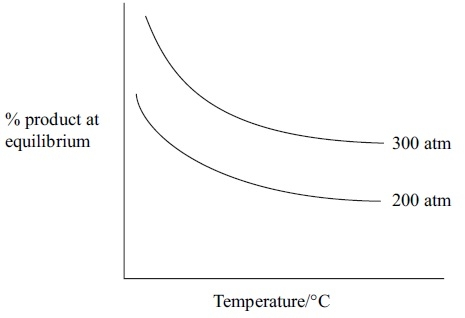 % product at
equilibrium
300 atm
200 atm
Temperature/°C